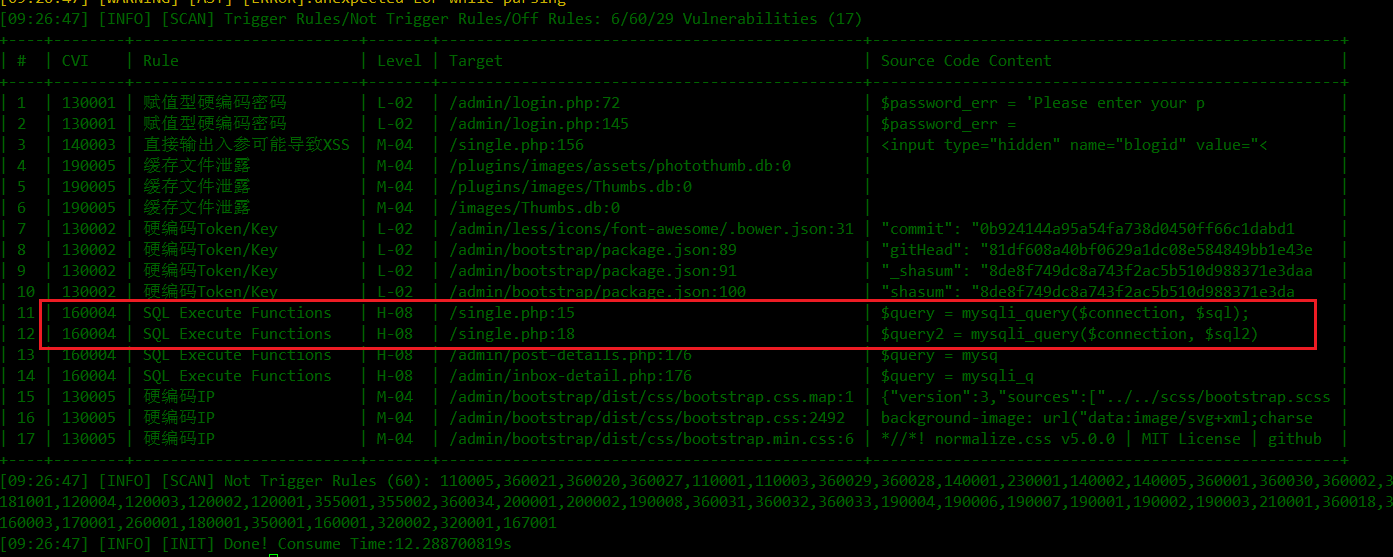 [09:26:47] [WARNING] [AST] [ERROR]:unexpected EOF while parsing
[09:26:47] [INFO] [SCAN] Trigger Rules/Not Trigger Rules/Off Rules: 6/60/29 Vulnerabilities (17)
| # | CVI | Rule | Level | Target | Source Code Content |
| 1 | 130001 | 赋值型硬编码密码 | L-02 | /admin/login.php:72 | $password_err = 'Please enter your p |
| 2 | 130001 | 赋值型硬编码密码 | L-02 | /admin/login.php:145 | $password_err = |
| 3 | 140003 | 直接输出入参可能导致XSS | M-04 | /single.php:156 | <input type="hidden" name="blogid" value="< |
| 4 | 190005 | 缓存文件泄露 | M-04 | /plugins/images/assets/photothumb.db:0 | |
| 5 | 190005 | 缓存文件泄露 | M-04 | /plugins/images/Thumbs.db:0 | |
| 6 | 190005 | 缓存文件泄露 | M-04 | /images/Thumbs.db:0 | |
| 7 | 130002 | 硬编码Token/Key | L-02 | /admin/less/icons/font-awesome/.bower.json:31 | "commit": "0b924144a95a54fa738d0450ff66c1dabd1 |
| 8 | 130002 | 硬编码Token/Key | L-02 | /admin/bootstrap/package.json:89 | "gitHead": "81df608a40bf0629a1dc08e584849bb1e43e |
| 9 | 130002 | 硬编码Token/Key | L-02 | /admin/bootstrap/package.json:91 | "_shasum": "8de8f749dc8a743f2ac5b510d988371e3daa |
| 10 | 130002 | 硬编码Token/Key | L-02 | /admin/bootstrap/package.json:100 | "shasum": "8de8f749dc8a743f2ac5b510d988371e3da |
| 11 | 160004 | SQL Execute Functions | H-08 | /single.php:15 | $query = mysqli_query($connection, $sql); |
| 12 | 160004 | SQL Execute Functions | H-08 | /single.php:18 | $query2 = mysqli_query($connection, $sql2) |
| 13 | 160004 | SQL Execute Functions | H-08 | /admin/post-details.php:176 | $query = mysq |
| 14 | 160004 | SQL Execute Functions | H-08 | /admin/inbox-detail.php:176 | $query = mysqli_q |
| 15 | 130005 | 硬编码IP | M-04 | /admin/bootstrap/dist/css/bootstrap.css.map:1 | {"version":3,"sources":["../../scss/bootstrap.scss |
| 16 | 130005 | 硬编码IP | M-04 | /admin/bootstrap/dist/css/bootstrap.css:2492 | background-image: url("data:image/svg+xml;charse |
| 17 | 130005 | 硬编码IP | M-04 | /admin/bootstrap/dist/css/bootstrap.min.css:6 | *//*! normalize.css v5.0.0 | MIT License | github |
[09:26:47] [INFO] [SCAN] Not Trigger Rules (60): 110005,360021,360020,360027,110001,110003,360029,360028,140001,230001,140002,140005,360001,360030,360002,3
181001,120004,120003,120002,120001,355001,355002,360034,200001,200002,190008,360031,360032,360033,190004,190006,190007,190001,190002,190003,210001,360018,3
160003,170001,260001,180001,350001,160001,320002,320001,167001
[09:26:47] [INFO] [INIT] Done! Consume Time:12.288700819s